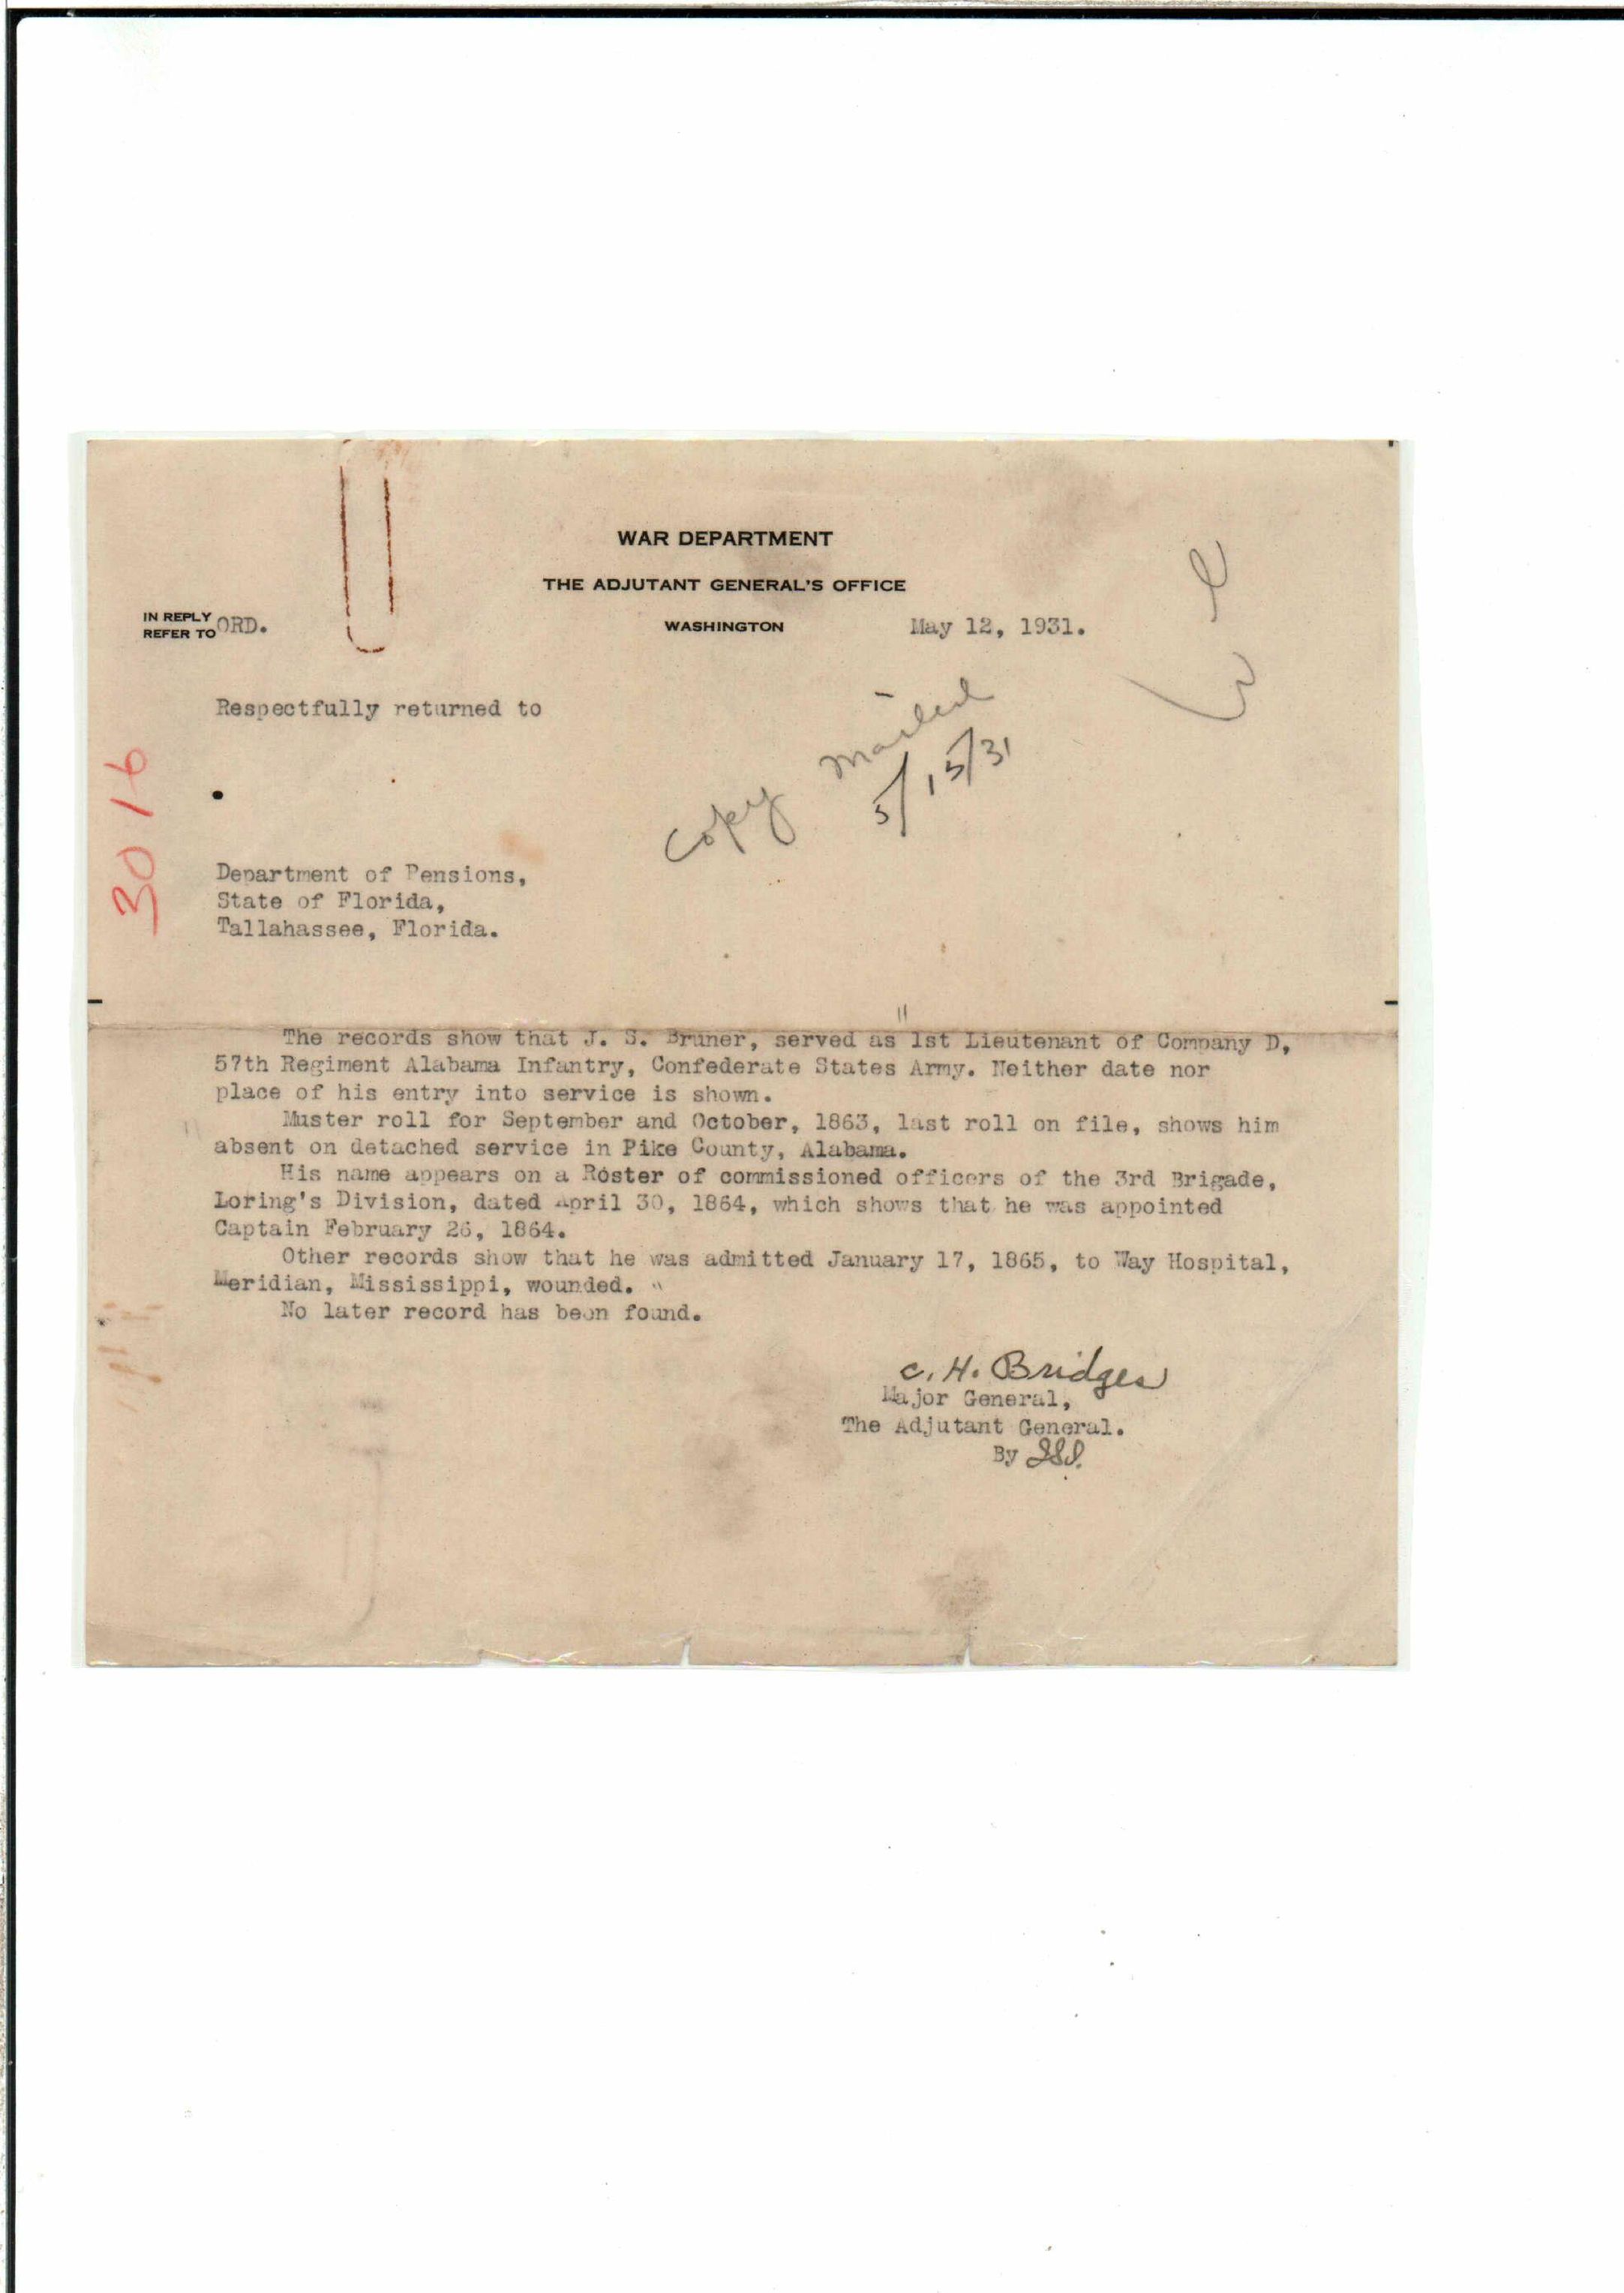 WAR DEPARTMENT
THE ADJUTANT GENERAL'S OFFICE
IN REPLY
REFER TO ORD.
WASHINGTON
May 12, 1931.
Respectfully returned to
Copy mailed
5/15/31
3016
Department of Pensions,
State of Florida,
Tallahassee, Florida.
The records show that J. S. Bruner, served as 1st Lieutenant of Company D,
57th Regiment Alabama Infantry, Confederate States Army. Neither date nor
place of his entry into service is shown.
Muster roll for September and October, 1863, last roll on file, shows him
absent on detached service in Pike County, Alabama.
His name appears on a Roster of commissioned officers of the 3rd Brigade,
Loring's Division, dated April 30, 1864, which shows that he was appointed
Captain February 26, 1864.
Other records show that he was admitted January 17, 1865, to Way Hospital,
Meridian, Mississippi, wounded. "
No later record has been found.
C. H. Bridges
Major General,
The Adjutant General.
By